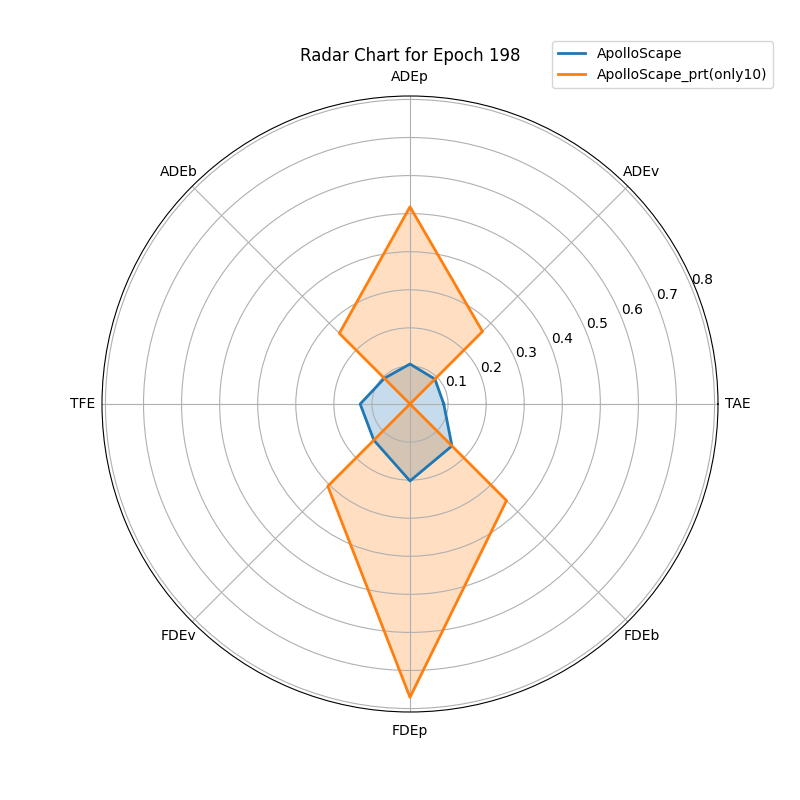 Radar Chart for Epoch 198
ApolloScape
ApolloScape_prt(only10)
ADEp
ADEb
ADEv
0.8
0.7
0.6
0.5
0.4
0.3
0.2
0.1
TFE
TAE
FDEv
FDEb
FDEp